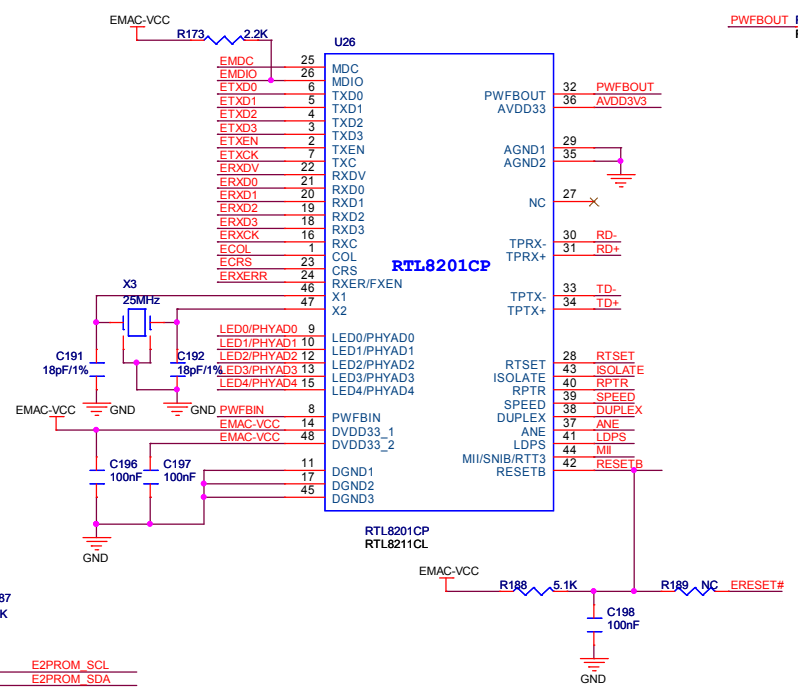 EMAC-VCC
PWFBOUT
R173 2.2K
U26
EMDC 25 MDC
EMDIO 26 MDIO
ETXD0 6 TXD0
ETXD1 5 TXD1
ETXD2 4 TXD2
ETXD3 3 TXD3
ETXEN 2 TXEN
ETXCK 7 TXC
ERXDV 22 RXDV
ERXD0 21 RXD0
ERXD1 20 RXD1
ERXD2 19 RXD2
ERXD3 18 RXD3
ERXCK 16 RXC
ECOL 1 COL
ECRS 23 CRS
ERXERR 24 RXER/FXEN
46 X1
47 X2
X3
25MHz
C191
18pF/1%
C192
18pF/1%
GND
GND
LED0/PHYAD0 9 LED0/PHYAD0
LED1/PHYAD1 10 LED1/PHYAD1
LED2/PHYAD2 12 LED2/PHYAD2
LED3/PHYAD3 13 LED3/PHYAD3
LED4/PHYAD4 15 LED4/PHYAD4
EMAC-VCC
PWFBIN 8 PWFBIN
EMAC-VCC 14 DVDD33_1
EMAC-VCC 48 DVDD33_2
C196
100nF
C197
100nF
11 DGND1
17 DGND2
45 DGND3
GND
RTL8201CP
PWFBOUT 32 PWFBOUT
AVDD33 36 AVDD3V3
AGND1 29
AGND2 35
NC 27
TPRX- 30 RD-
TPRX+ 31 RD+
TPTX- 33 TD-
TPTX+ 34 TD+
RTSET 28 RTSET
ISOLATE 43 ISOLATE
RPTR 40 RPTR
SPEED 39 SPEED
DUPLEX 38 DUPLEX
ANE 37 ANE
LDPS 41 LDPS
MII/SNIB/RTT3 44 MII
RESETB 42 RESETB
RTL8201CP
RTL8211CL
EMAC-VCC
R188 5.1K
R189 NC ERESET#
C198
100nF
GND
87
K
E2PROM_SCL
E2PROM_SDA